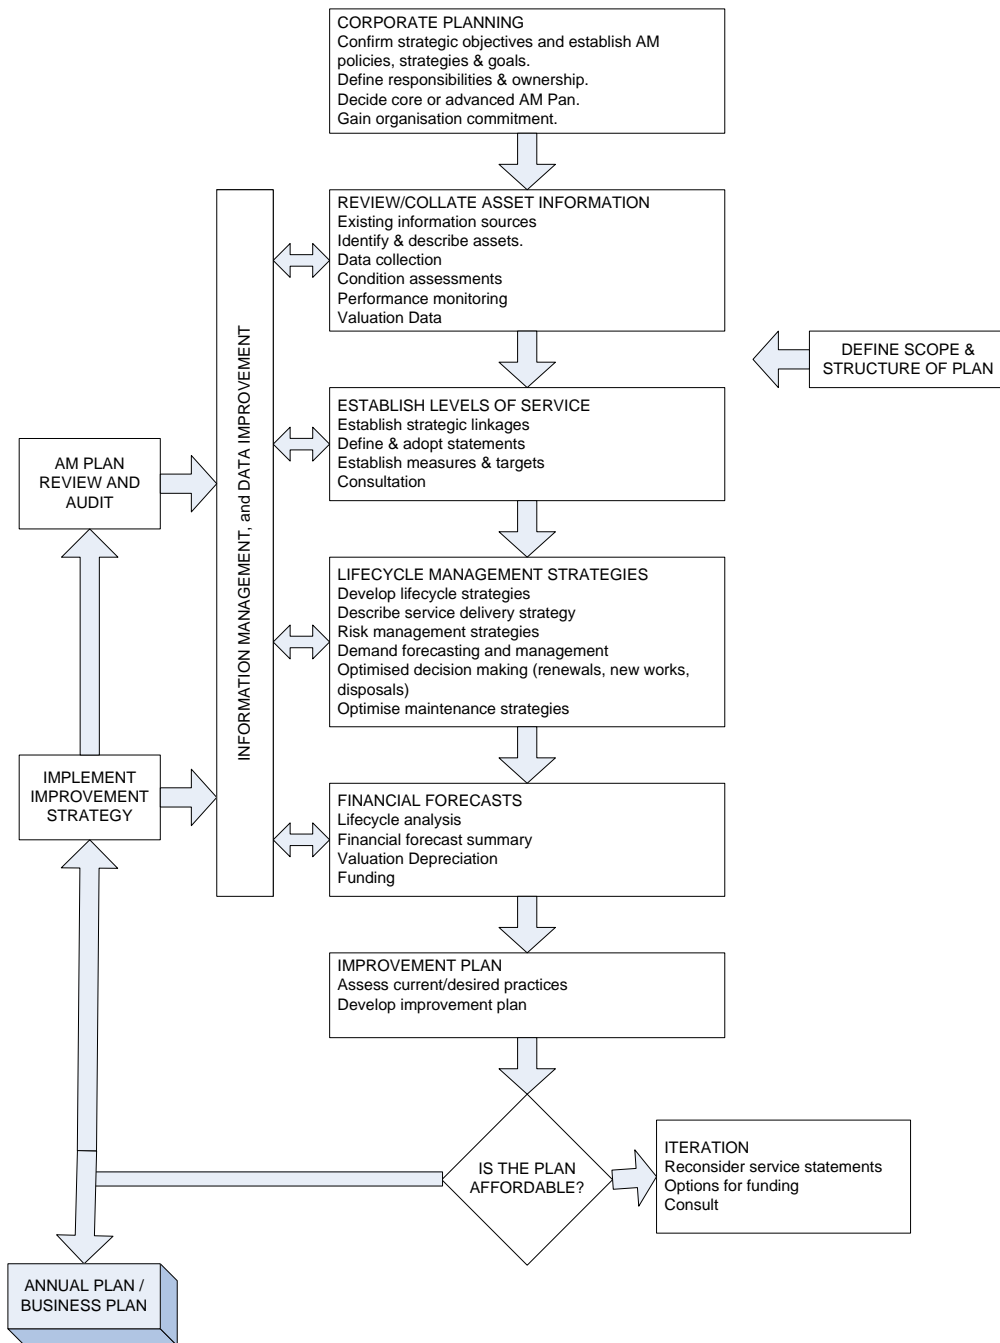 CORPORATE PLANNING
Confirm strategic objectives and establish AM
policies, strategies & goals.
Define responsibilities & ownership.
Decide core or advanced AM Pan.
Gain organisation commitment.
REVIEW/COLLATE ASSET INFORMATION
Existing information sources
Identify & describe assets.
Data collection
Condition assessments
Performance monitoring
Valuation Data
DEFINE SCOPE &
STRUCTURE OF PLAN
INFORMATION MANAGEMENT, and DATA IMPROVEMENT
ESTABLISH LEVELS OF SERVICE
Establish strategic linkages
Define & adopt statements
Establish measures & targets
Consultation
AM PLAN
REVIEW AND
AUDIT
LIFECYCLE MANAGEMENT STRATEGIES
Develop lifecycle strategies
Describe service delivery strategy
Risk management strategies
Demand forecasting and management
Optimised decision making (renewals, new works,
disposals)
Optimise maintenance strategies
IMPLEMENT
IMPROVEMENT
STRATEGY
FINANCIAL FORECASTS
Lifecycle analysis
Financial forecast summary
Valuation Depreciation
Funding
IMPROVEMENT PLAN
Assess current/desired practices
Develop improvement plan
IS THE PLAN
AFFORDABLE?
ITERATION
Reconsider service statements
Options for funding
Consult
ANNUAL PLAN /
BUSINESS PLAN